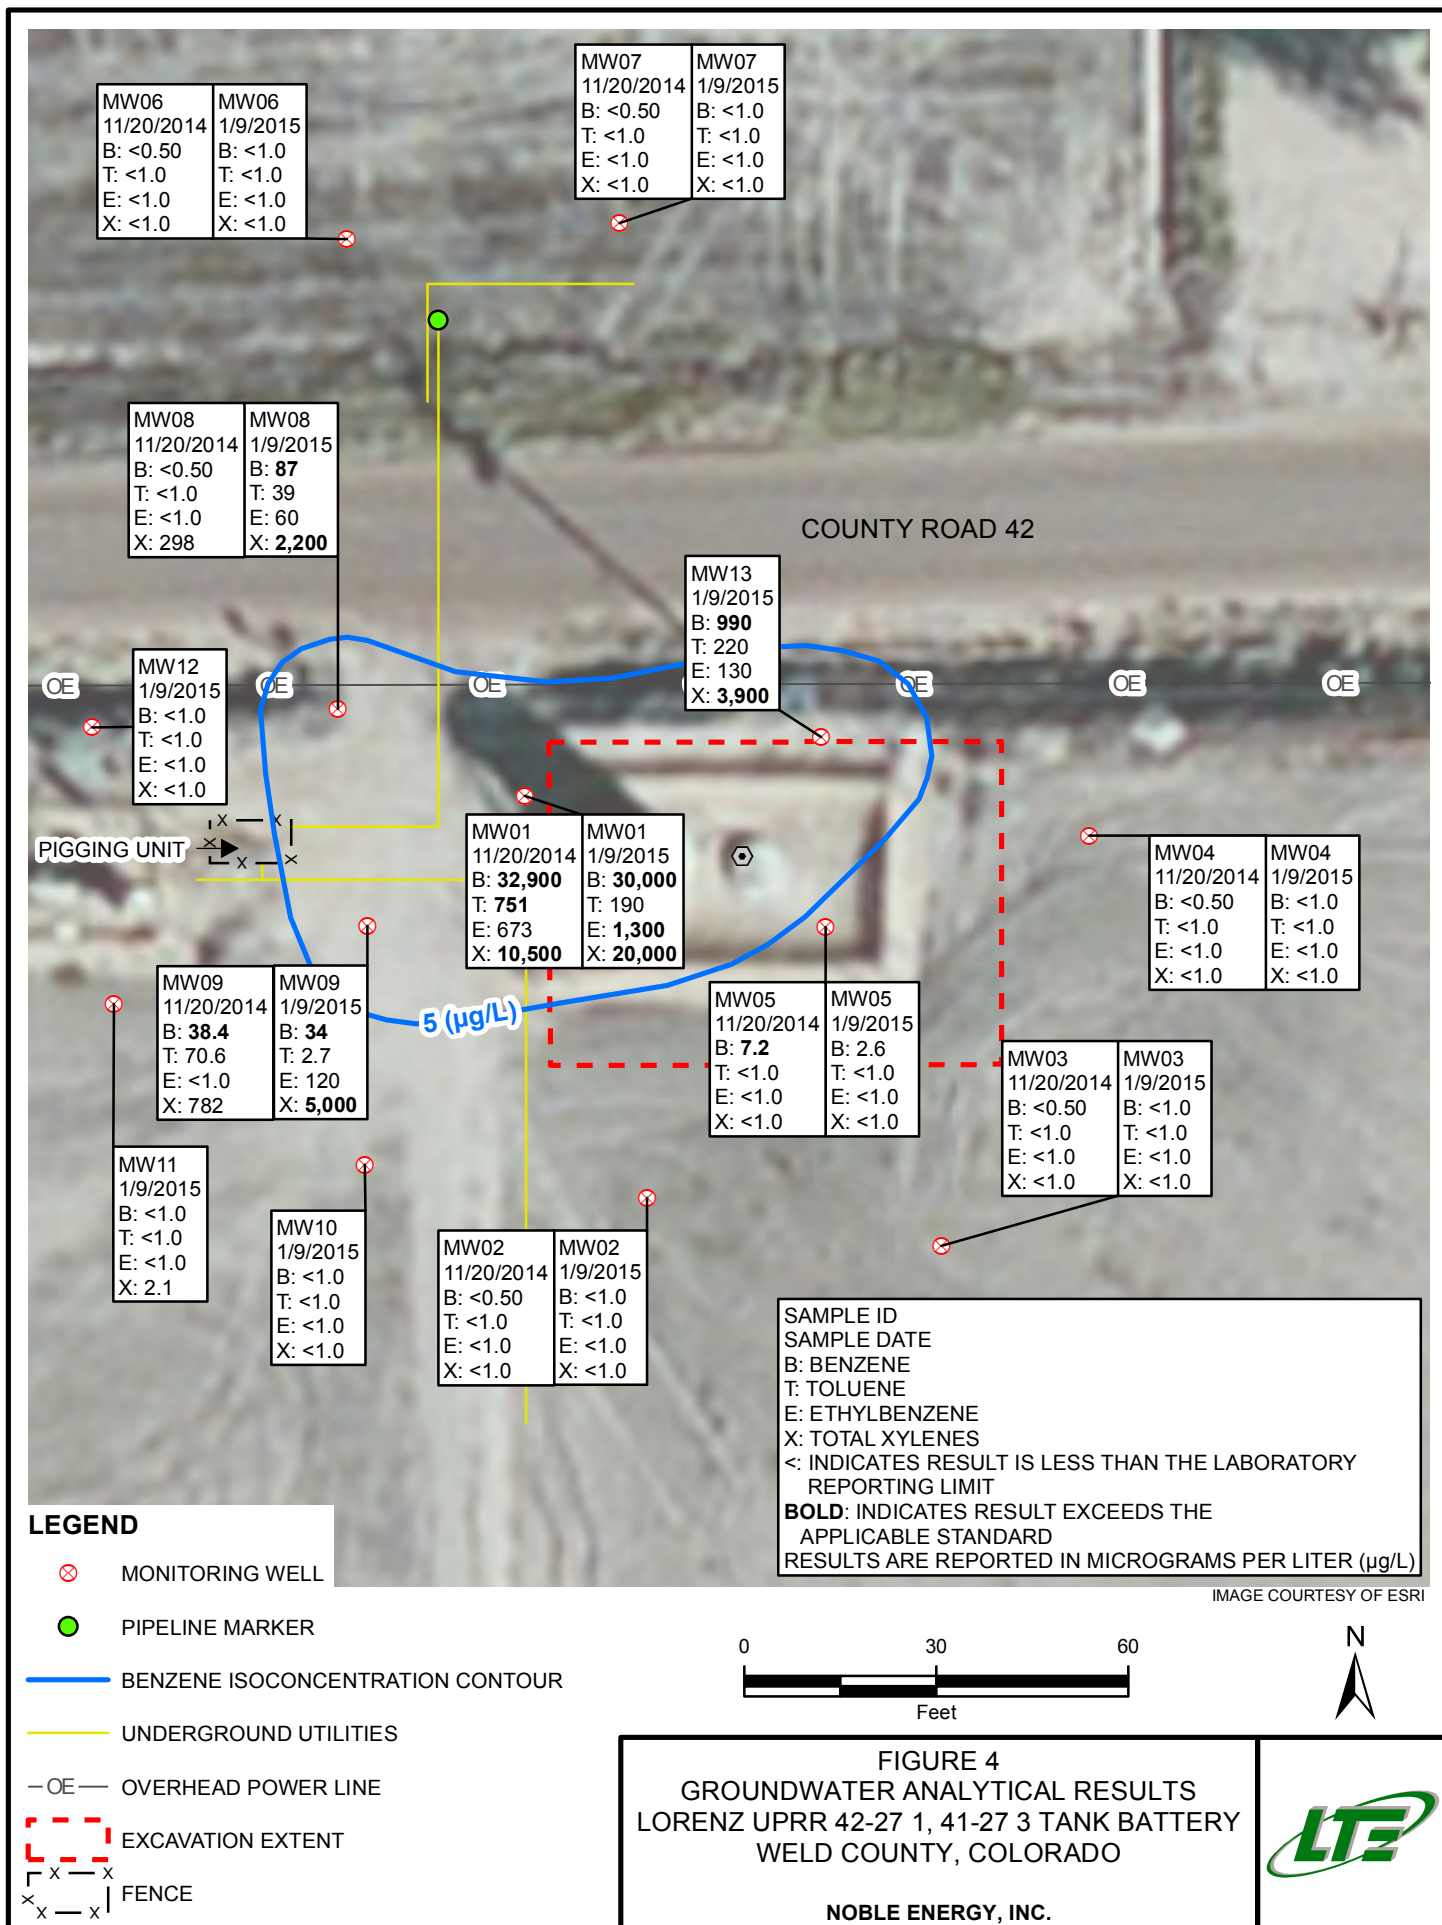 MW07
11/20/2014
B: <0.50
T: <1.0
E: <1.0
X: <1.0
MW07
1/9/2015
B: <1.0
T: <1.0
E: <1.0
X: <1.0
MW06
11/20/2014
B: <0.50
T: <1.0
E: <1.0
X: <1.0
MW06
1/9/2015
B: <1.0
T: <1.0
E: <1.0
X: <1.0
MW08
11/20/2014
B: <0.50
T: <1.0
E: <1.0
X: 298
MW08
1/9/2015
B: 87
T: 39
E: 60
X: 2,200
COUNTY ROAD 42
MW13
1/9/2015
B: 990
T: 220
E: 130
X: 3,900
MW12
1/9/2015
B: <1.0
T: <1.0
E: <1.0
X: <1.0
OE
OE
OE
OE
OE
OE
X
X
X
X
X
PIGGING UNIT
MW01
11/20/2014
B: 32,900
T: 751
E: 673
X: 10,500
MW01
1/9/2015
B: 30,000
T: 190
E: 1,300
X: 20,000
MW04
11/20/2014
B: <0.50
T: <1.0
E: <1.0
X: <1.0
MW04
1/9/2015
B: <1.0
T: <1.0
E: <1.0
X: <1.0
MW09
11/20/2014
B: 38.4
T: 70.6
E: <1.0
X: 782
MW09
1/9/2015
B: 34
T: 2.7
E: 120
X: 5,000
5 (µg/L)
MW05
11/20/2014
B: 7.2
T: <1.0
E: <1.0
X: <1.0
MW05
1/9/2015
B: 2.6
T: <1.0
E: <1.0
X: <1.0
MW03
11/20/2014
B: <0.50
T: <1.0
E: <1.0
X: <1.0
MW03
1/9/2015
B: <1.0
T: <1.0
E: <1.0
X: <1.0
MW11
1/9/2015
B: <1.0
T: <1.0
E: <1.0
X: 2.1
MW10
1/9/2015
B: <1.0
T: <1.0
E: <1.0
X: <1.0
MW02
11/20/2014
B: <0.50
T: <1.0
E: <1.0
X: <1.0
MW02
1/9/2015
B: <1.0
T: <1.0
E: <1.0
X: <1.0
SAMPLE ID
SAMPLE DATE
B: BENZENE
T: TOLUENE
E: ETHYLBENZENE
X: TOTAL XYLENES
<: INDICATES RESULT IS LESS THAN THE LABORATORY
REPORTING LIMIT
BOLD: INDICATES RESULT EXCEEDS THE
APPLICABLE STANDARD
RESULTS ARE REPORTED IN MICROGRAMS PER LITER (µg/L)
IMAGE COURTESY OF ESRI
LEGEND
MONITORING WELL
PIPELINE MARKER
BENZENE ISOCONCENTRATION CONTOUR
UNDERGROUND UTILITIES
OE OVERHEAD POWER LINE
EXCAVATION EXTENT
X X
X FENCE
X X
0 30 60
Feet
N
FIGURE 4
GROUNDWATER ANALYTICAL RESULTS
LORENZ UPRR 42-27 1, 41-27 3 TANK BATTERY
WELD COUNTY, COLORADO
NOBLE ENERGY, INC.
LTE